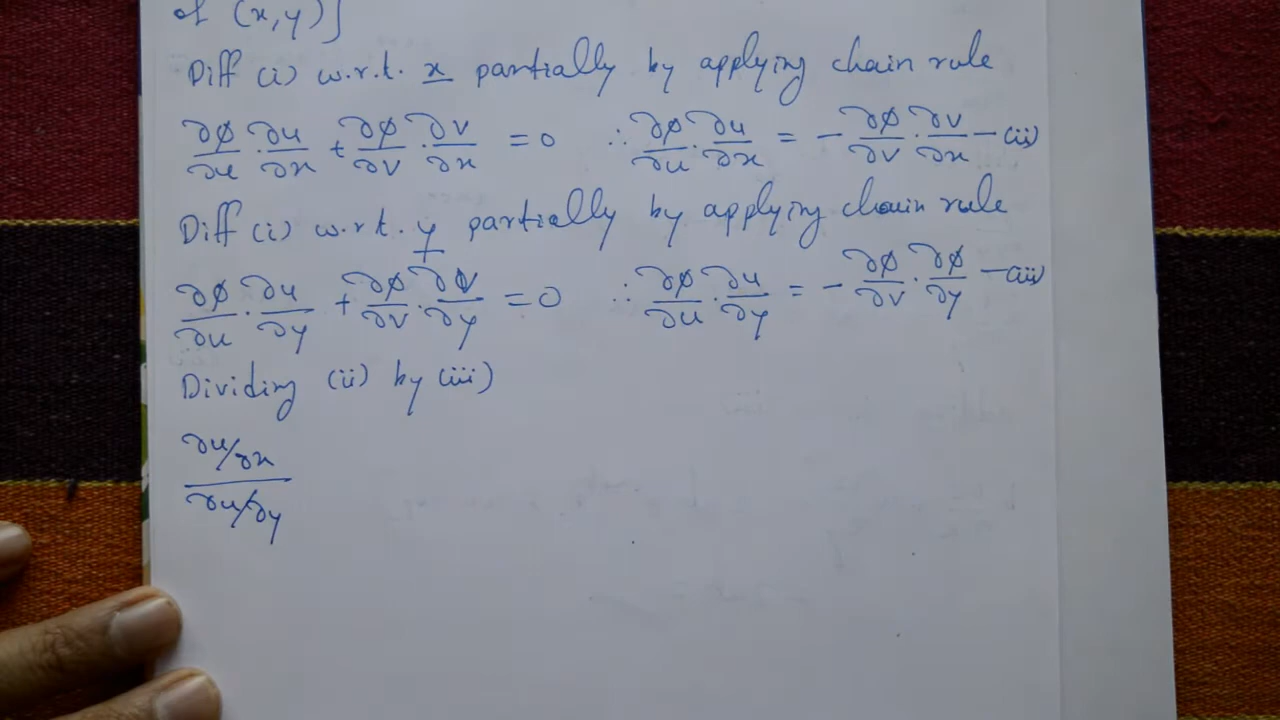 of (x,y)]
Diff (i) w.r.t. x partially by applying chain rule
∂φ/∂u · ∂u/∂x + ∂φ/∂v · ∂v/∂x = 0 ∴ ∂φ/∂u · ∂u/∂x = - ∂φ/∂v · ∂v/∂x - (ii)
Diff (i) w.r.t. y partially by applying chain rule
∂φ/∂u · ∂u/∂y + ∂φ/∂v · ∂v/∂y = 0 ∴ ∂φ/∂u · ∂u/∂y = - ∂φ/∂v · ∂φ/∂y - (iii)
Dividing (ii) by (iii)
∂u/∂x
∂u/∂y